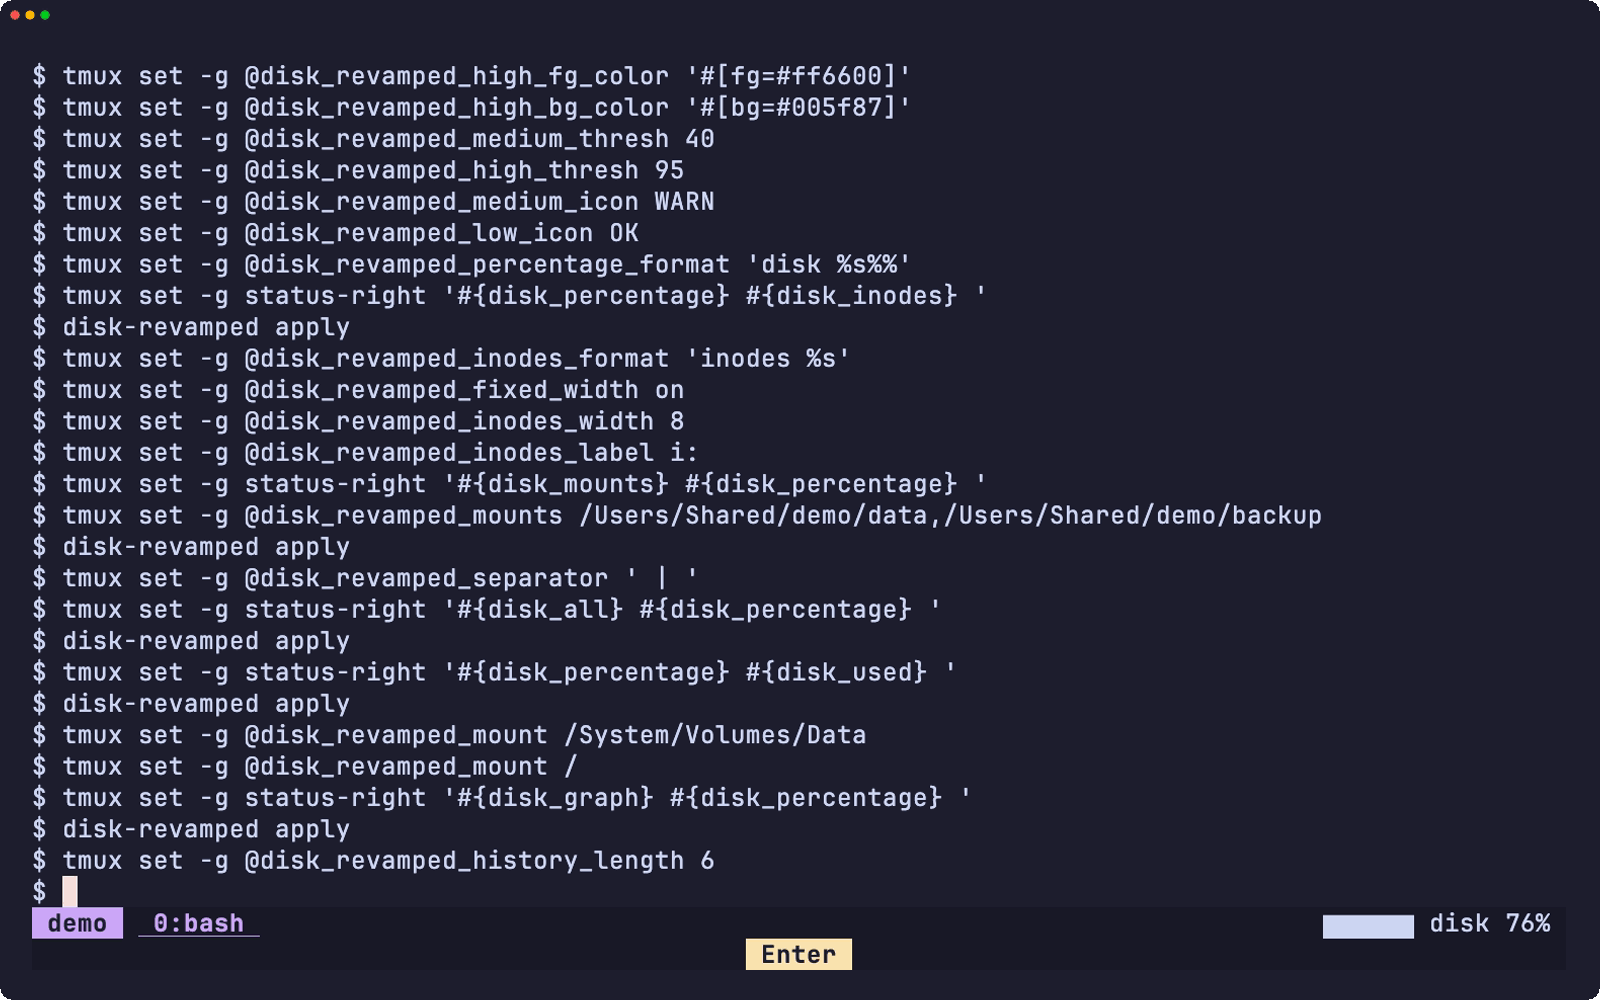 $ tmux set -g @disk_revamped_high_fg_color '#[fg=#ff6600]'
$ tmux set -g @disk_revamped_high_bg_color '#[bg=#005f87]'
$ tmux set -g @disk_revamped_medium_thresh 40
$ tmux set -g @disk_revamped_high_thresh 95
$ tmux set -g @disk_revamped_medium_icon WARN
$ tmux set -g @disk_revamped_low_icon OK
$ tmux set -g @disk_revamped_percentage_format 'disk %s%%'
$ tmux set -g status-right '#{disk_percentage} #{disk_inodes} '
$ disk-revamped apply
$ tmux set -g @disk_revamped_inodes_format 'inodes %s'
$ tmux set -g @disk_revamped_fixed_width on
$ tmux set -g @disk_revamped_inodes_width 8
$ tmux set -g @disk_revamped_inodes_label i:
$ tmux set -g status-right '#{disk_mounts} #{disk_percentage} '
$ tmux set -g @disk_revamped_mounts /Users/Shared/demo/data,/Users/Shared/demo/backup
$ disk-revamped apply
$ tmux set -g @disk_revamped_separator ' | '
$ tmux set -g status-right '#{disk_all} #{disk_percentage} '
$ disk-revamped apply
$ tmux set -g status-right '#{disk_percentage} #{disk_used} '
$ disk-revamped apply
$ tmux set -g @disk_revamped_mount /System/Volumes/Data
$ tmux set -g @disk_revamped_mount /
$ tmux set -g status-right '#{disk_graph} #{disk_percentage} '
$ disk-revamped apply
$ tmux set -g @disk_revamped_history_length 6
$
demo 0:bash disk 76%
Enter